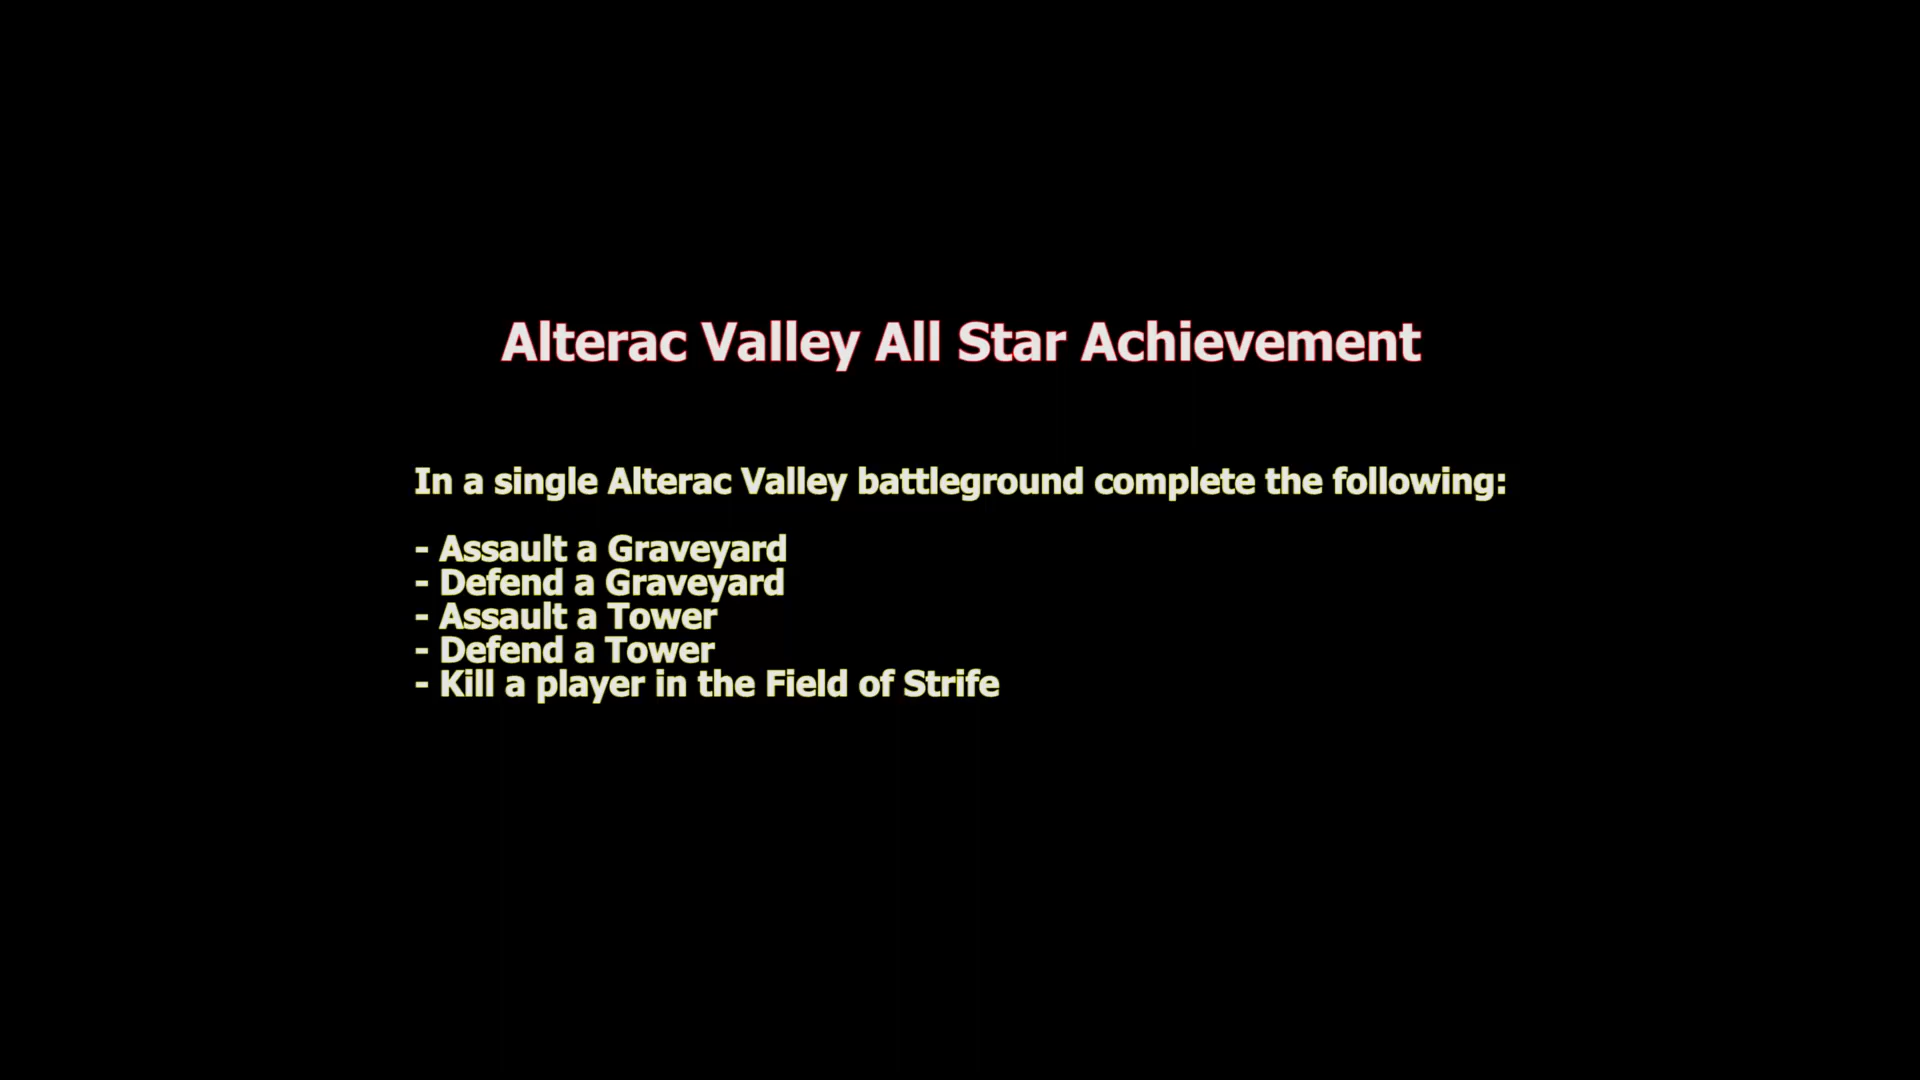 Alterac Valley All Star Achievement
In a single Alterac Valley battleground complete the following:
- Assault a Graveyard
- Defend a Graveyard
- Assault a Tower
- Defend a Tower
- Kill a player in the Field of Strife